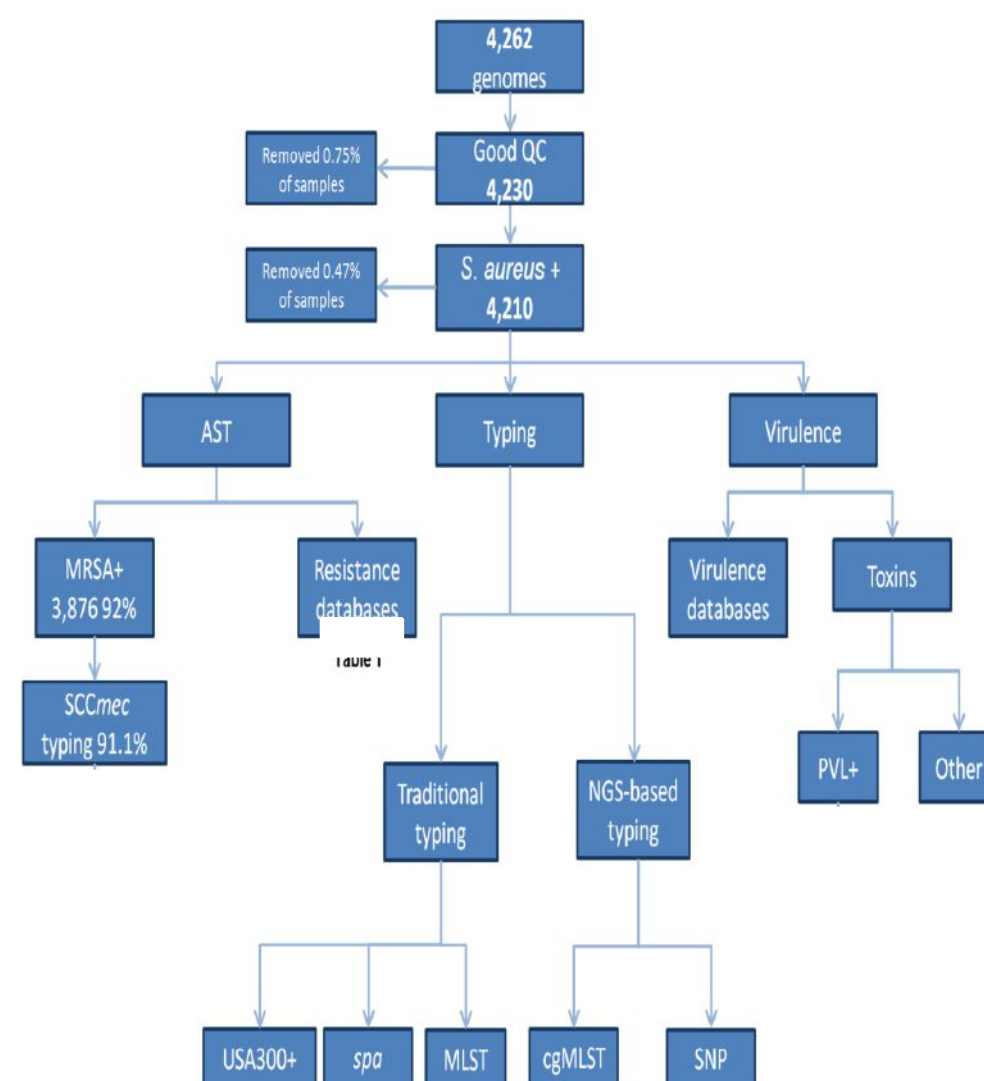 4,262
genomes
Good QC
4,230
Removed 0.75%
of samples
S. aureus +
4,210
Removed 0.47%
of samples
AST
Typing
Virulence
MRSA+
3,876 92%
Resistance
databases
Table 1
Virulence
databases
Toxins
SCCmec
typing 91.1%
PVL+
Other
Traditional
typing
NGS-based
typing
USA300+
spa
MLST
cgMLST
SNP